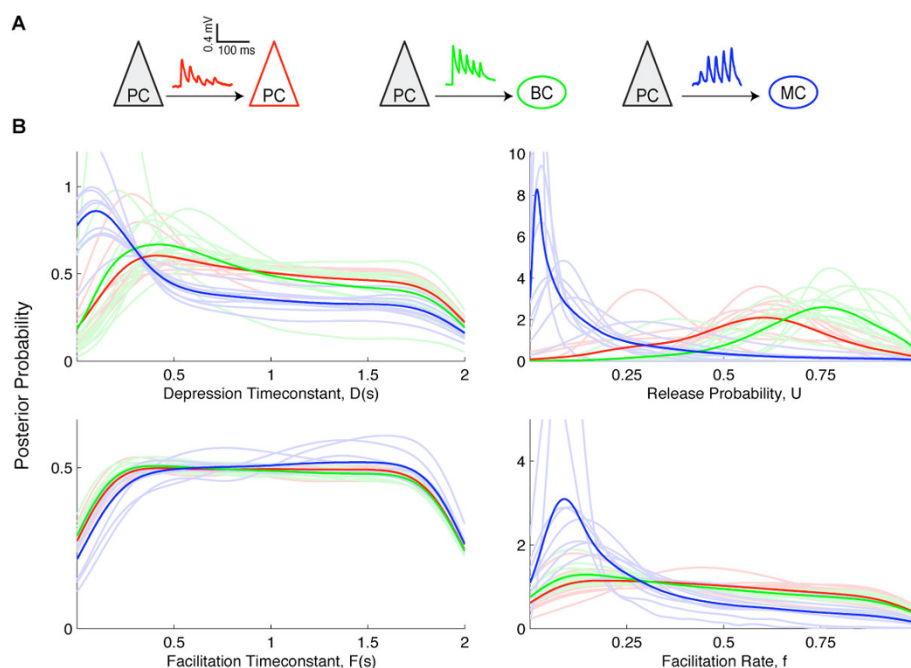 A
0.4 mV
100 ms
PC
PC
PC
BC
PC
MC
B
Posterior Probability
1
0.5
0
0.5
1
1.5
2
Depression Timeconstant, D(s)
10
8
6
4
2
0
0.25
0.5
0.75
Release Probability, U
0.5
0
0.5
1
1.5
2
Facilitation Timeconstant, F(s)
4
2
0
0.25
0.5
0.75
Facilitation Rate, f